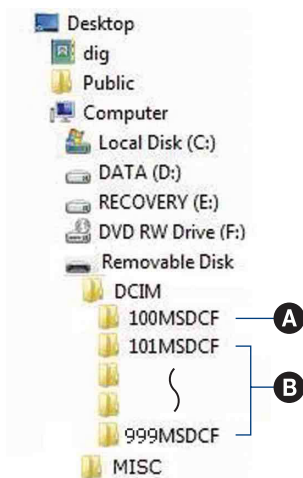 Desktop
dig
Public
Computer
Local Disk (C:)
DATA (D:)
RECOVERY (E:)
DVD RW Drive (F:)
Removable Disk
DCIM
100MSDCF A
101MSDCF
B
999MSDCF
MISC